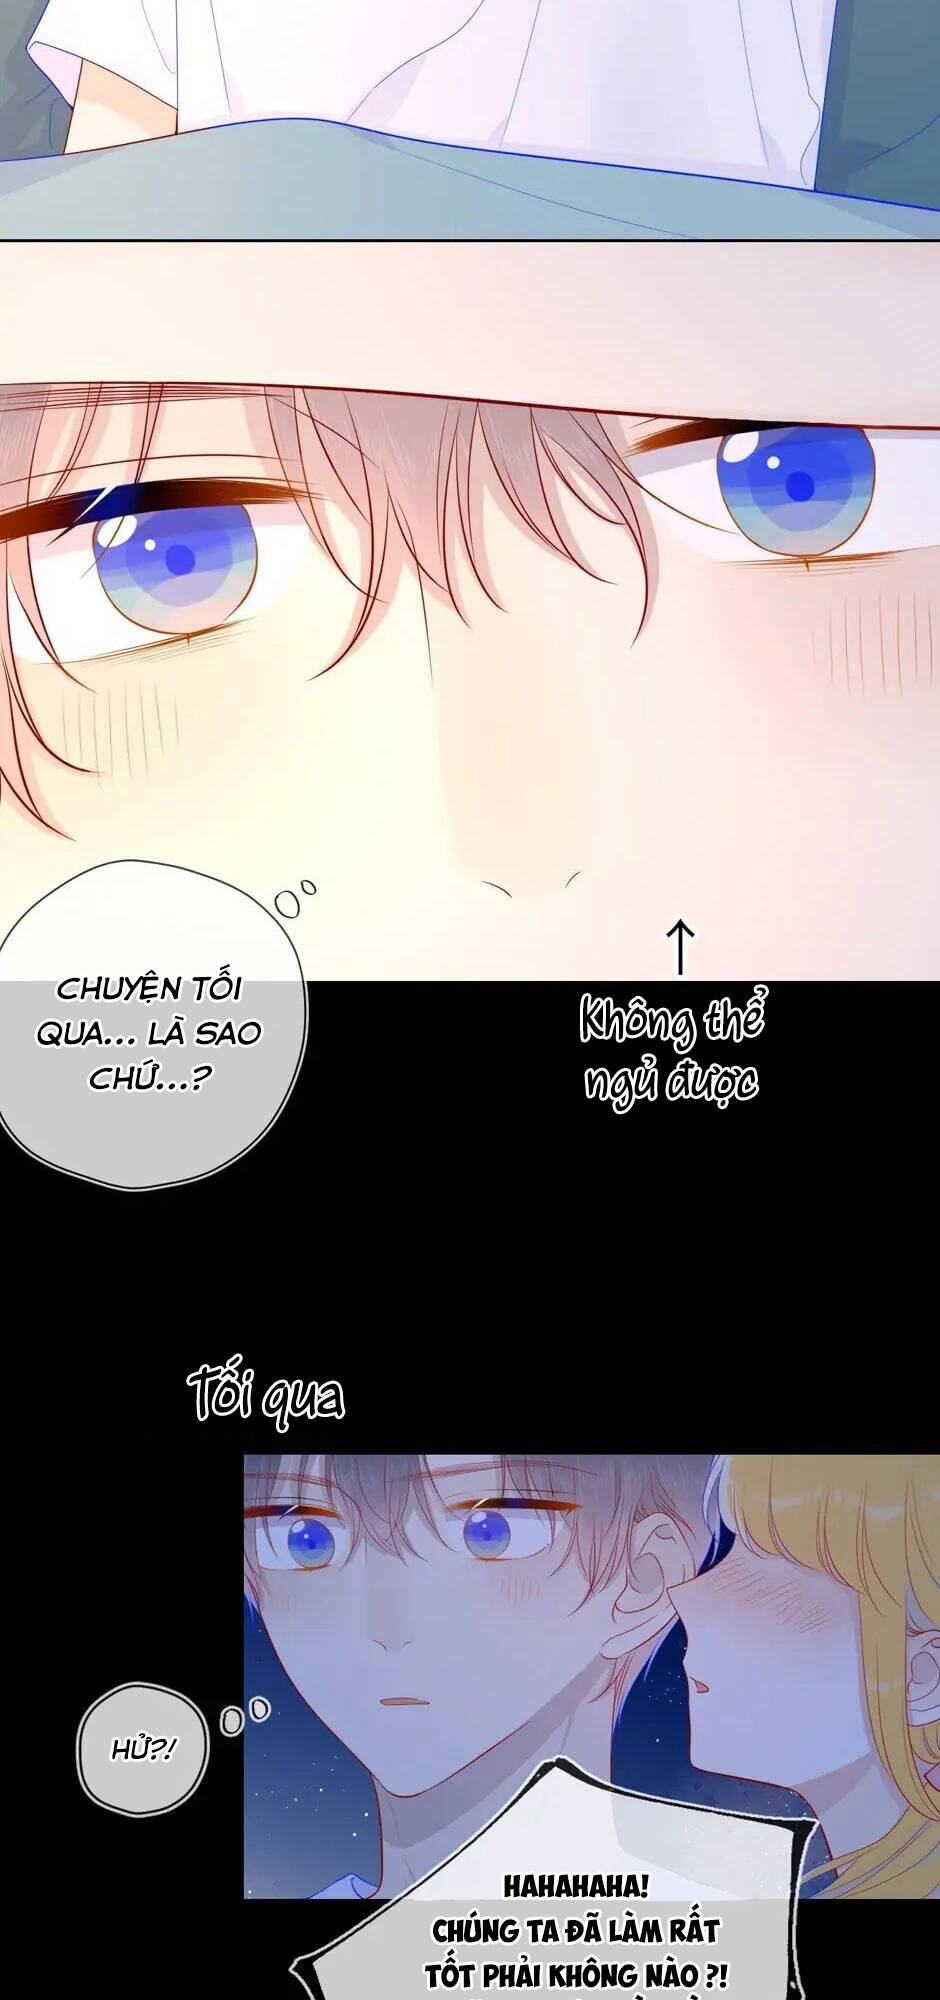 CHUYỆN TỐI
QUA... LÀ SAO
CHỨ...?
Không thể
ngủ được
Tối qua
HỬ?!
HAHAHAHA!
CHÚNG TA ĐÃ LÀM RẤT
TỐT PHẢI KHÔNG NÀO ?!